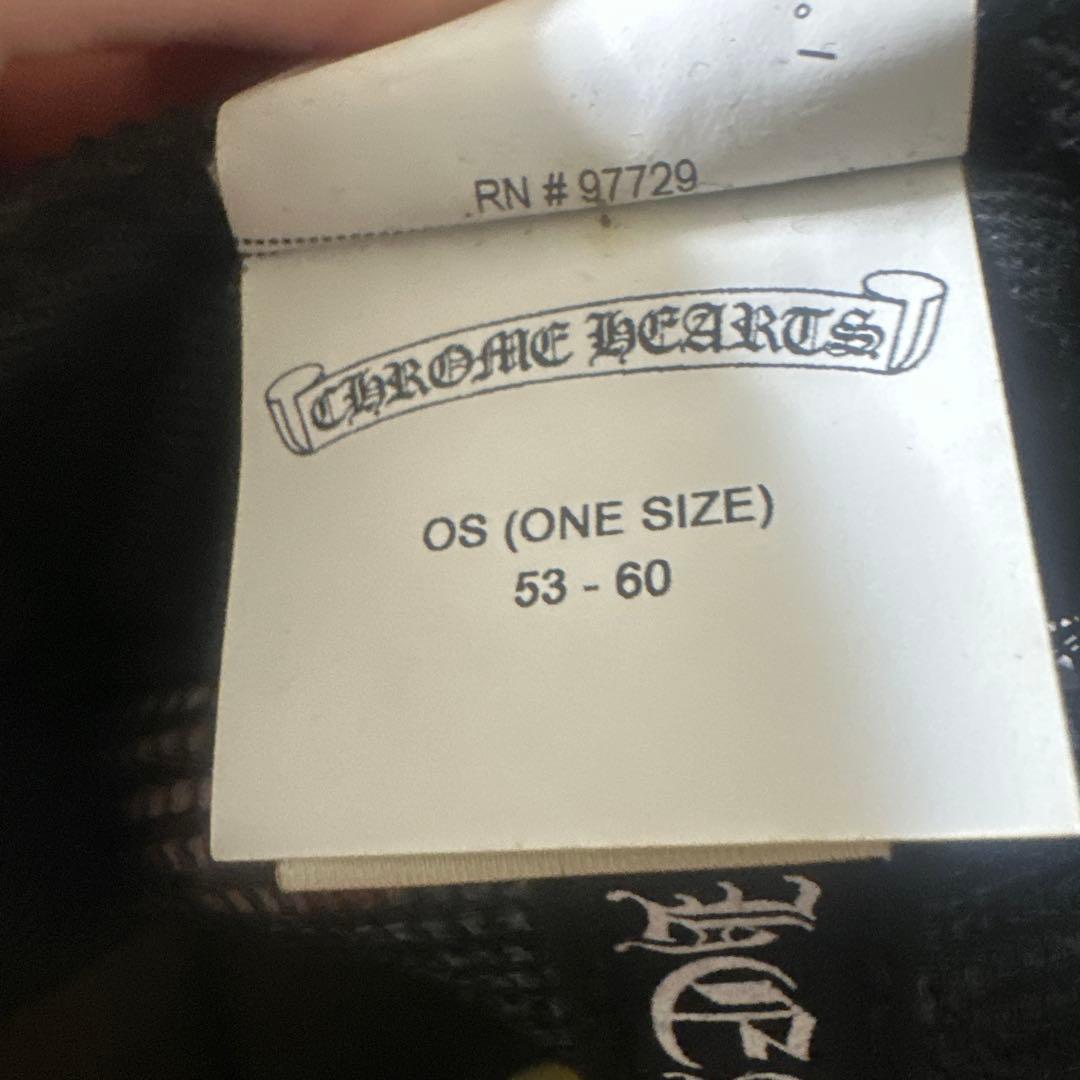 RN # 97729
CHROME HEARTS
OS (ONE SIZE)
53 - 60